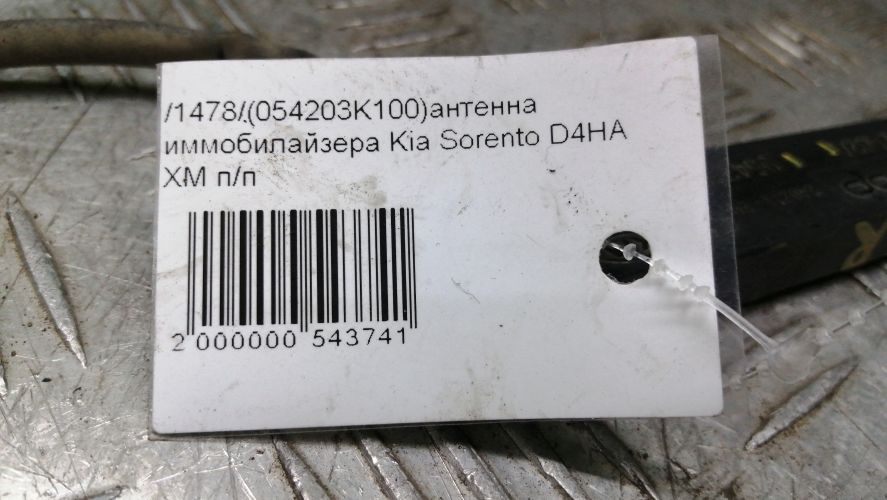 /1478/(054203K100)антенна
иммобилайзера Kia Sorento D4HA
XM п/п
2 000000 543741